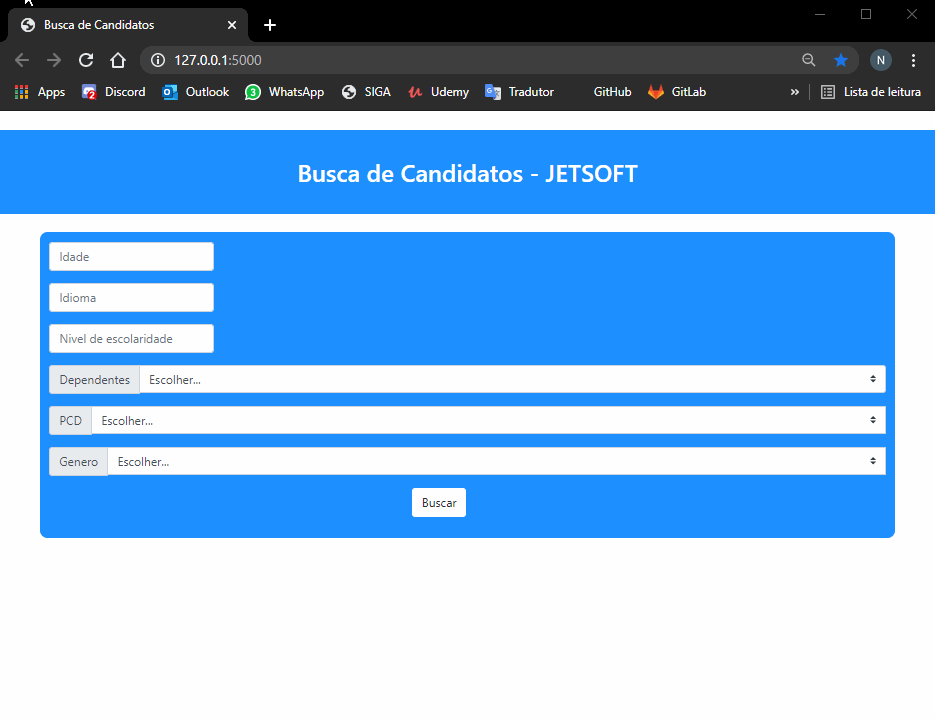 Busca de Candidatos
127.0.0.1:5000
N
Apps Discord Outlook 3 WhatsApp SIGA Udemy Tradutor GitHub GitLab » Lista de leitura
Busca de Candidatos - JETSOFT
Idade
Idioma
Nivel de escolaridade
Dependentes Escolher...
PCD Escolher...
Genero Escolher...
Buscar